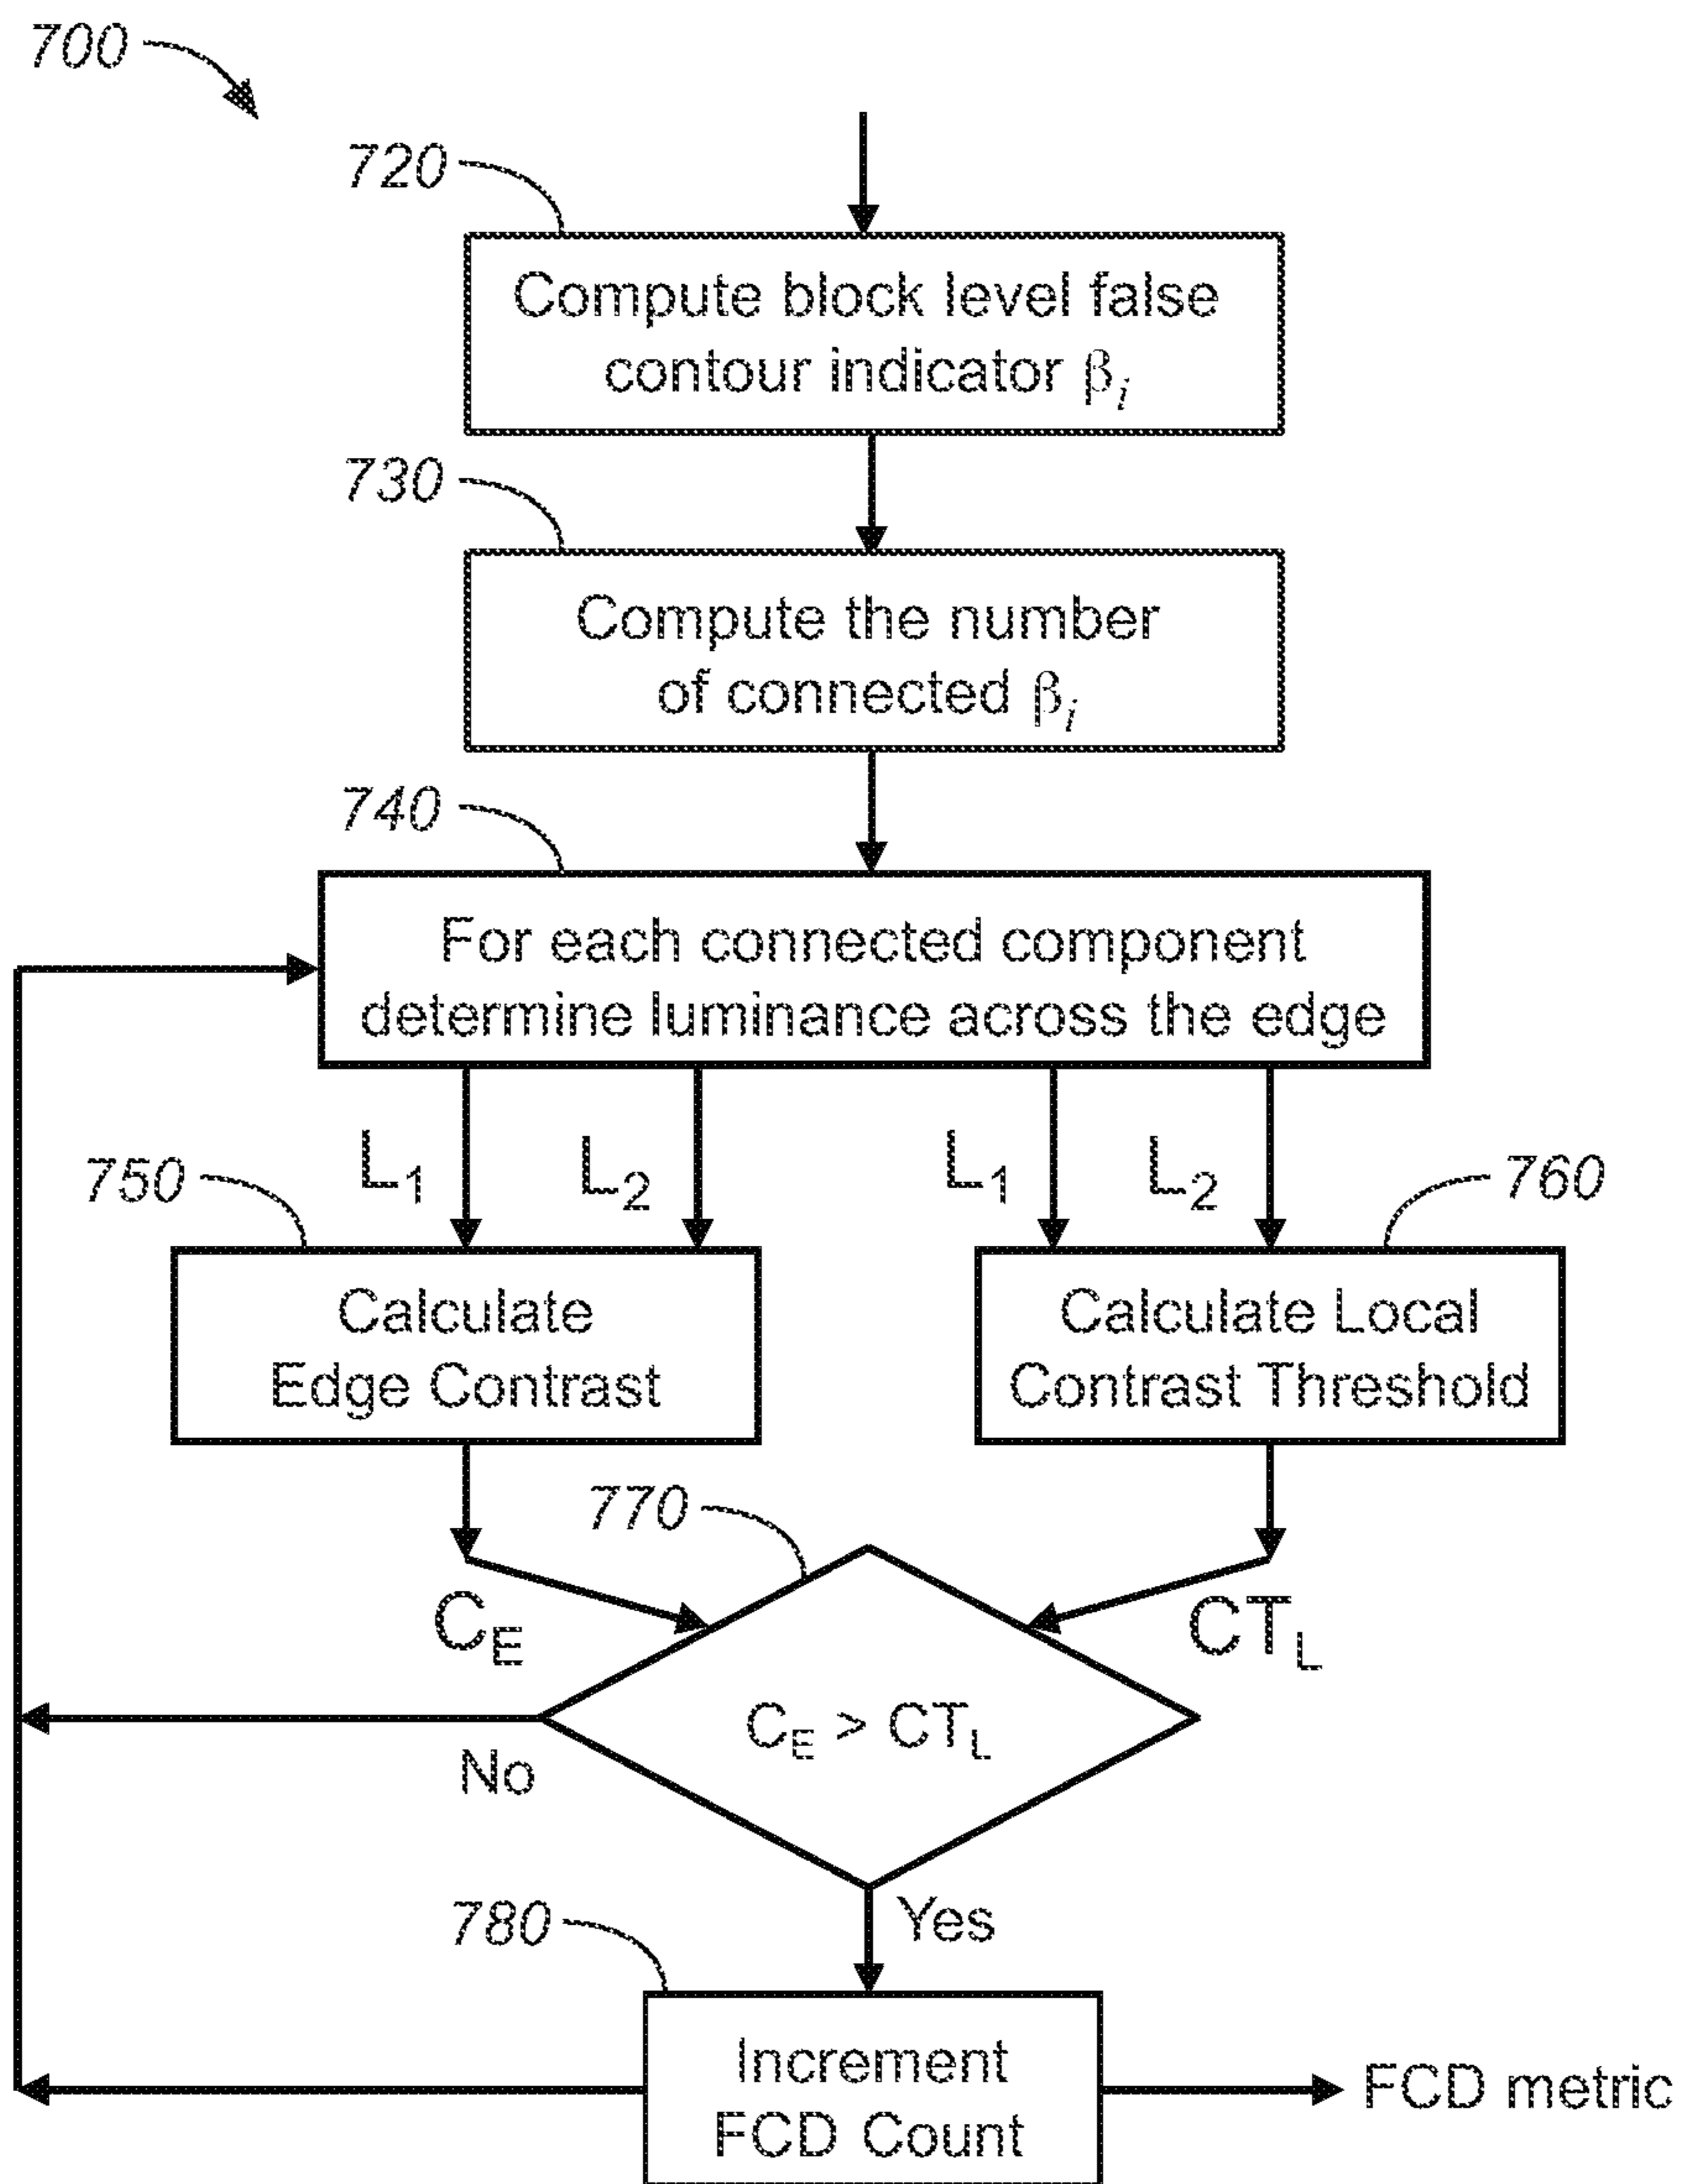 700
720
Compute block level false
contour indicator βi
730
Compute the number
of connected βi
740
For each connected component
determine luminance across the edge
L1 L2 L1 L2
750
760
Calculate
Edge Contrast
Calculate Local
Contrast Threshold
770
CE
CTL
CE > CTL
No
Yes
780
Increment
FCD Count
FCD metric